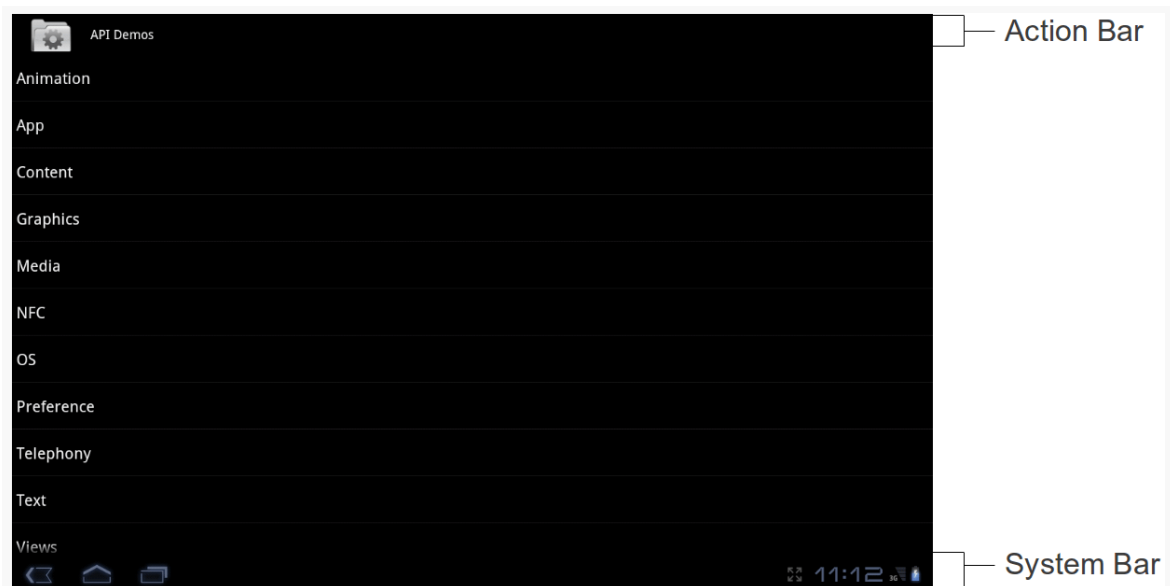 API Demos
Action Bar
Animation
App
Content
Graphics
Media
NFC
OS
Preference
Telephony
Text
Views
11:12
3G
System Bar